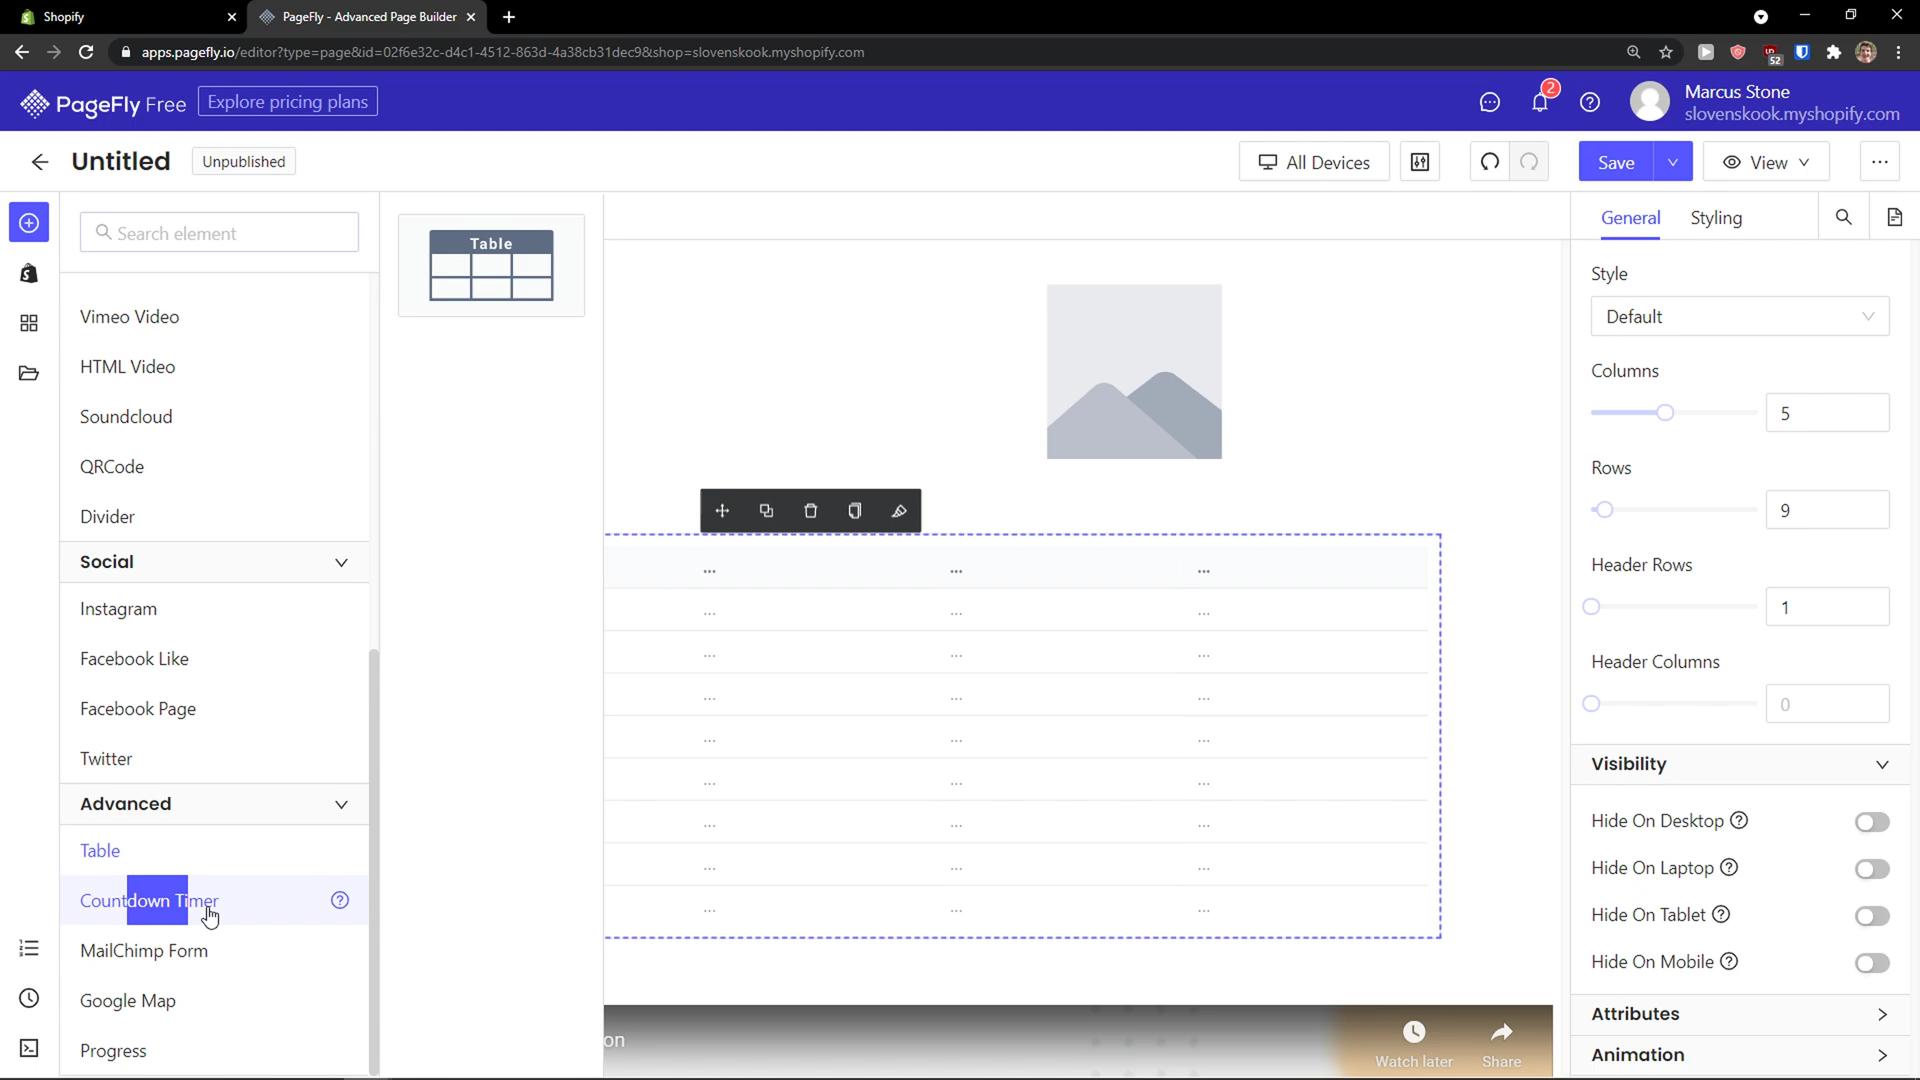 Shopify
PageFly - Advanced Page Builder
apps.pagefly.io/editor?type=page&id=02f6e32c-d4c1-4512-863d-4a38cb31dec9&shop=slovenskook.myshopify.com
52
PageFly Free
Explore pricing plans
2
Marcus Stone
slovenskook.myshopify.com
Untitled
Unpublished
All Devices
Save
View
Search element
Vimeo Video
HTML Video
Soundcloud
QRCode
Divider
Social
Instagram
Facebook Like
Facebook Page
Twitter
Advanced
Table
Countdown Timer
MailChimp Form
Google Map
Progress
Table
... ... ...
... ... ...
... ... ...
... ... ...
... ... ...
... ... ...
... ... ...
... ... ...
... ... ...
on
Watch later
Share
General
Styling
Style
Default
Columns
5
Rows
9
Header Rows
1
Header Columns
0
Visibility
Hide On Desktop
Hide On Laptop
Hide On Tablet
Hide On Mobile
Attributes
Animation